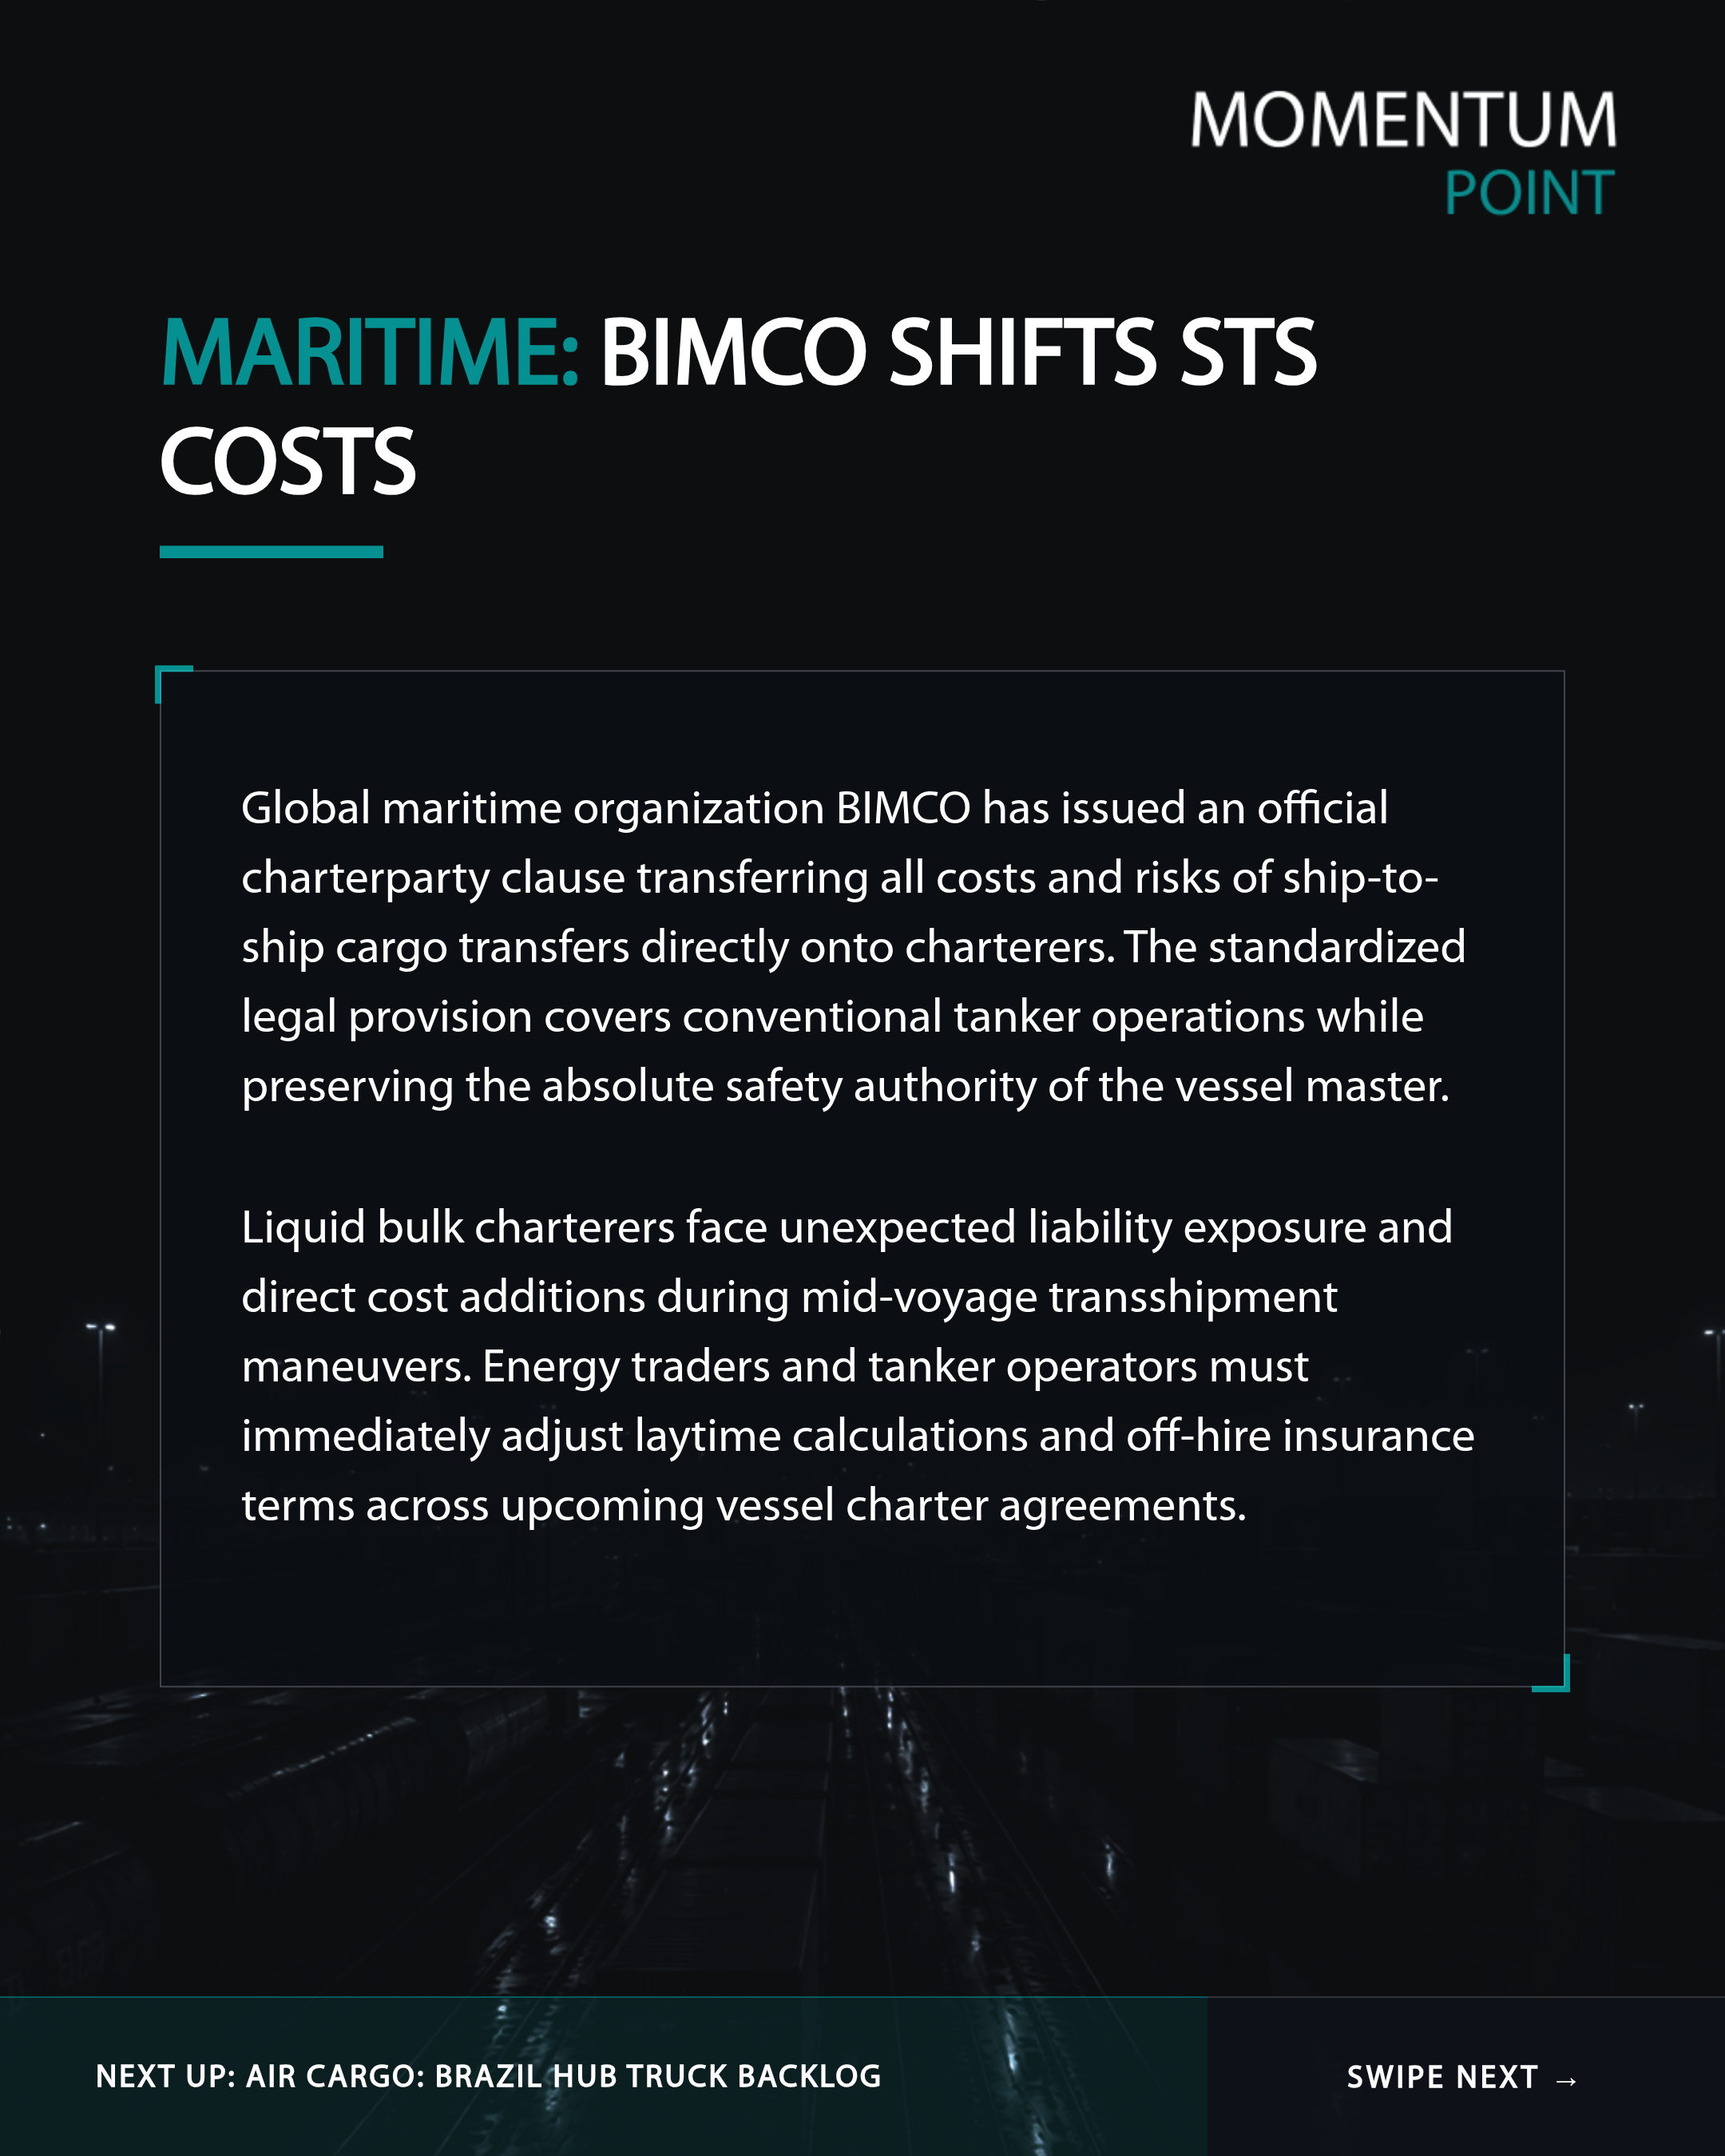 MOMENTUM
POINT
MARITIME: BIMCO SHIFTS STS
COSTS
Global maritime organization BIMCO has issued an official
charterparty clause transferring all costs and risks of ship-to-
ship cargo transfers directly onto charterers. The standardized
legal provision covers conventional tanker operations while
preserving the absolute safety authority of the vessel master.
Liquid bulk charterers face unexpected liability exposure and
direct cost additions during mid-voyage transshipment
maneuvers. Energy traders and tanker operators must
immediately adjust laytime calculations and off-hire insurance
terms across upcoming vessel charter agreements.
NEXT UP: AIR CARGO: BRAZIL HUB TRUCK BACKLOG
SWIPE NEXT →